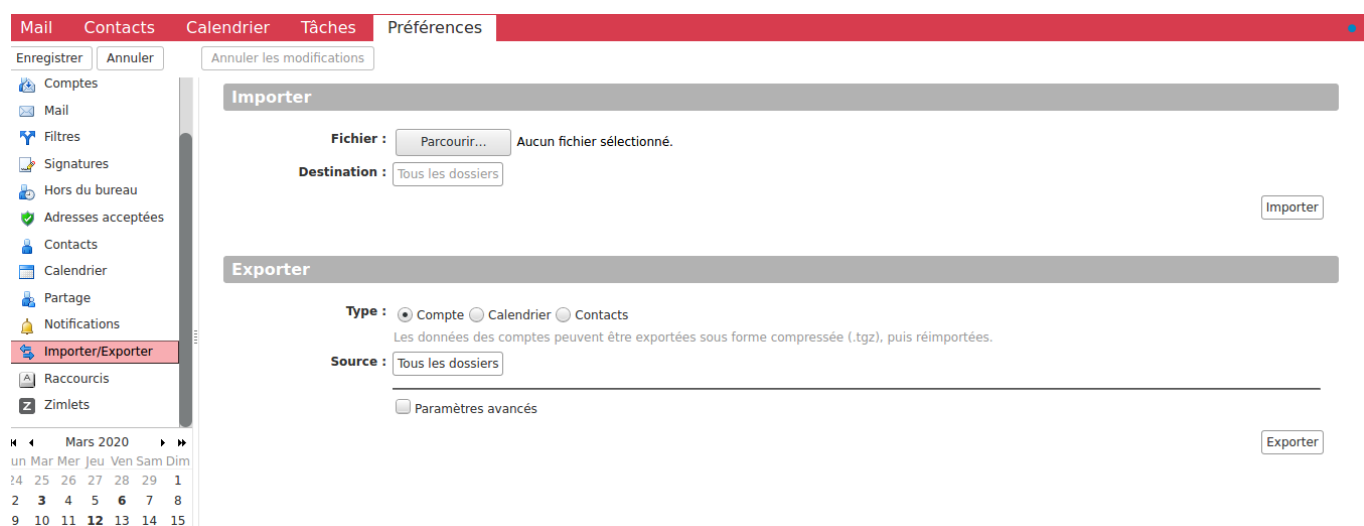 Mail Contacts Calendrier Tâches Préférences
Enregistrer Annuler Annuler les modifications
Comptes
Mail
Filtres
Signatures
Hors du bureau
Adresses acceptées
Contacts
Calendrier
Partage
Notifications
Importer/Exporter
Raccourcis
Zimlets
Mars 2020
Mar Mer Jeu Ven Sam Dim
25 26 27 28 29 1
2 3 4 5 6 7 8
9 10 11 12 13 14 15
Importer
Fichier : Parcourir... Aucun fichier sélectionné.
Destination : Tous les dossiers
Importer
Exporter
Type : Compte Calendrier Contacts
Les données des comptes peuvent être exportées sous forme compressée (.tgz), puis réimportées.
Source : Tous les dossiers
Paramètres avancés
Exporter